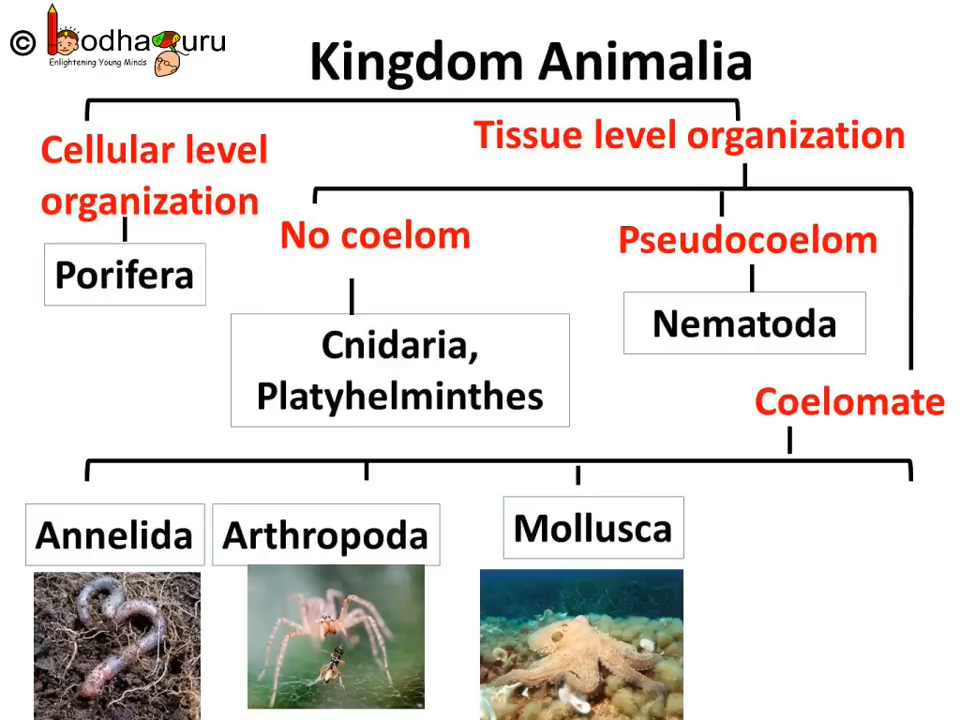 © Bodhaguru
Enlightening Young Minds
Kingdom Animalia
Cellular level
organization
Tissue level organization
No coelom
Pseudocoelom
Porifera
Cnidaria,
Platyhelminthes
Nematoda
Coelomate
Annelida
Arthropoda
Mollusca